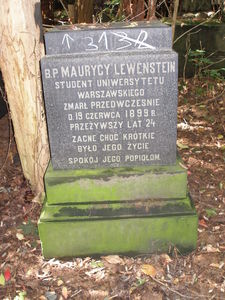 ↑ 3132
B.P. MAURYCY LEWENSTEIN
STUDENT UNIWERSYTETU
WARSZAWSKIEGO
ZMARŁ PRZEDWCZEŚNIE
D. 19 CZERWCA 1899 R.
PRZEŻYWSZY LAT 24
ZACNE CHOĆ KRÓTKIE
BYŁO JEGO ŻYCIE
SPOKÓJ JEGO POPIOŁOM.